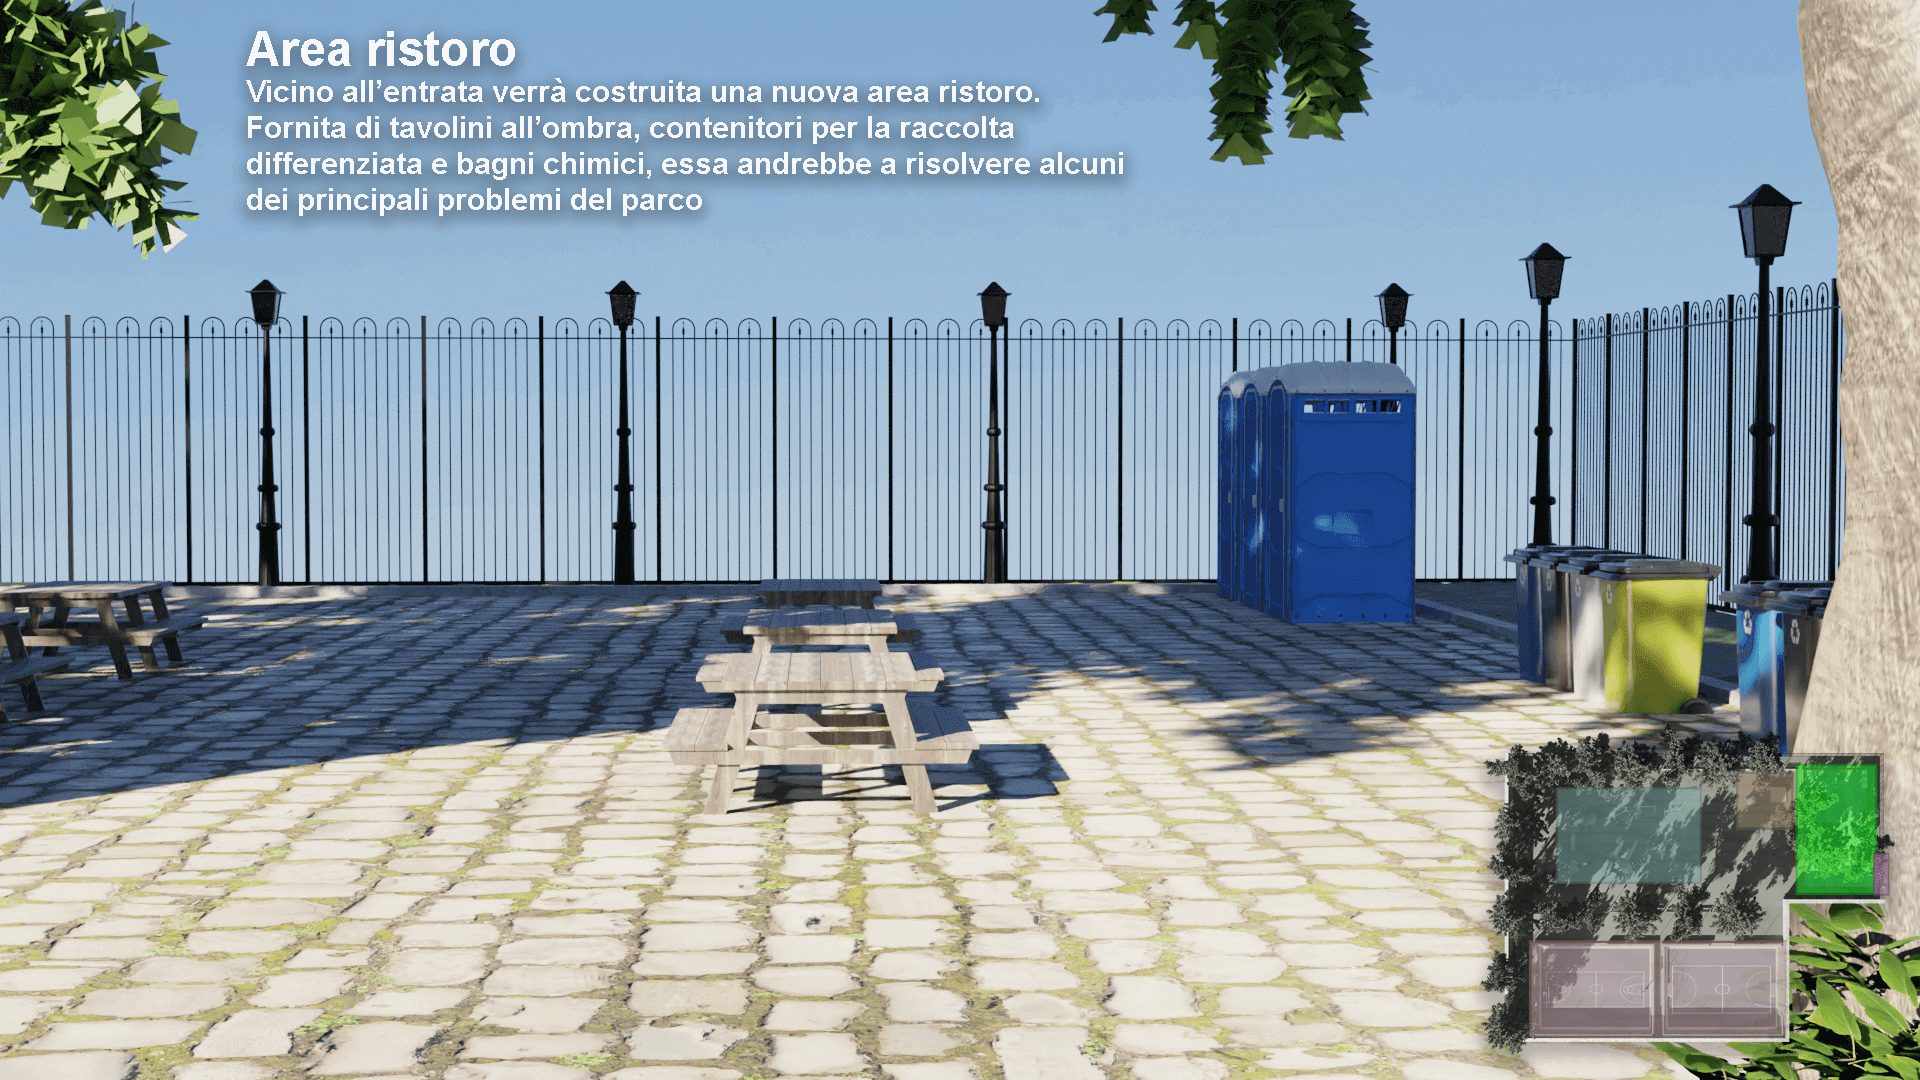 Area ristoro
Vicino all’entrata verrà costruita una nuova area ristoro.
Fornita di tavolini all’ombra, contenitori per la raccolta
differenziata e bagni chimici, essa andrebbe a risolvere alcuni
dei principali problemi del parco